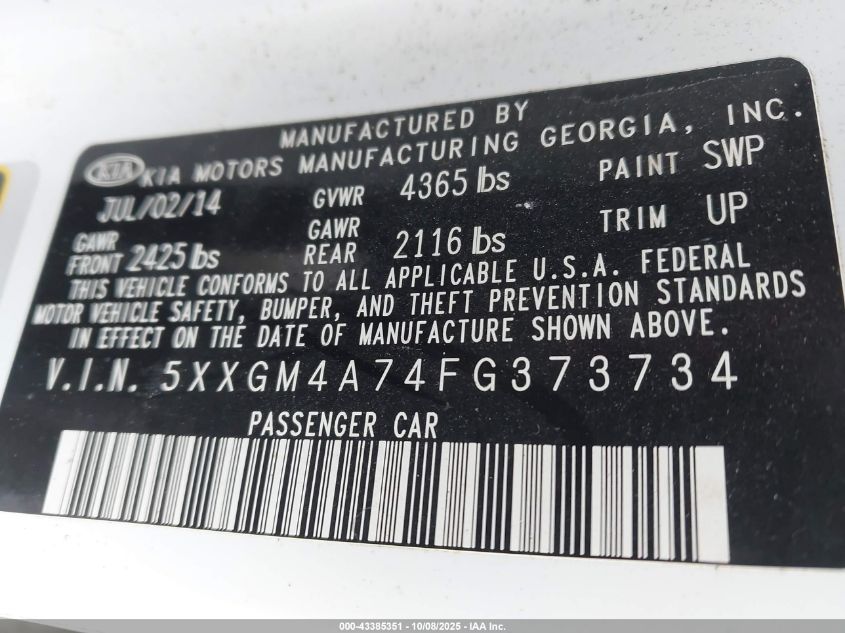 MANUFACTURED BY
KIA KIA MOTORS MANUFACTURING GEORGIA, INC.
JUL/02/14 GVWR 4365 lbs PAINT SWP
GAWR FRONT 2425 lbs GAWR REAR 2116 lbs TRIM UP
THIS VEHICLE CONFORMS TO ALL APPLICABLE U.S.A. FEDERAL
MOTOR VEHICLE SAFETY, BUMPER, AND THEFT PREVENTION STANDARDS
IN EFFECT ON THE DATE OF MANUFACTURE SHOWN ABOVE.
V.I.N. 5XXGM4A74FG373734
PASSENGER CAR
000-43385351 | 10/08/2025 - IAA Inc.